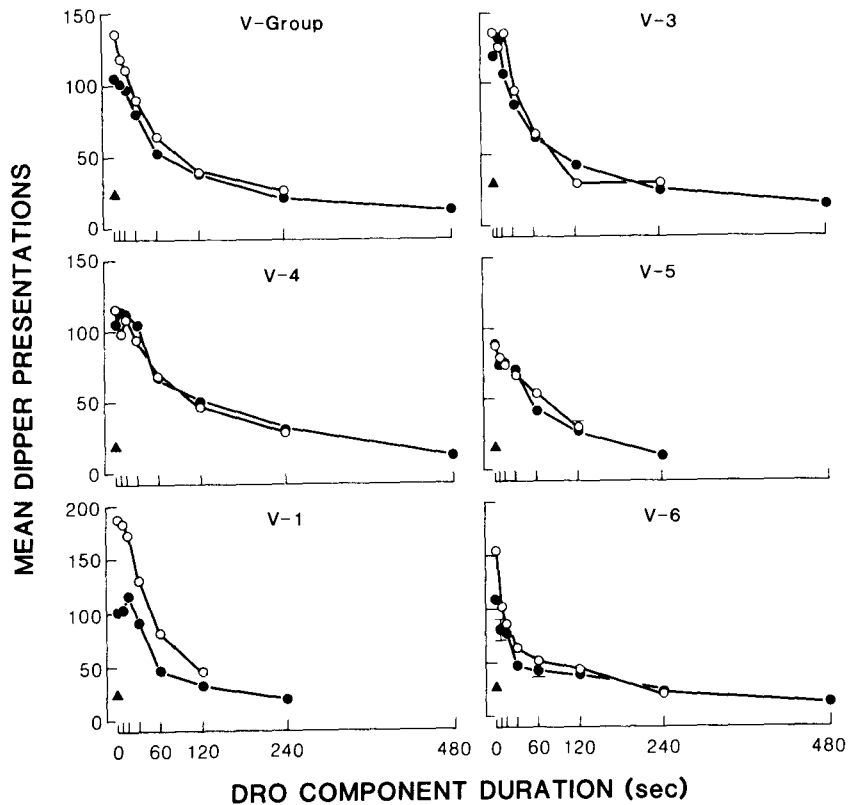 MEAN DIPPER PRESENTATIONS
V-Group
150
100
50
0
V-3
V-4
150
100
50
0
V-5
V-1
200
150
100
50
0
0 60 120 240 480
V-6
0 60 120 240 480
DRO COMPONENT DURATION (sec)